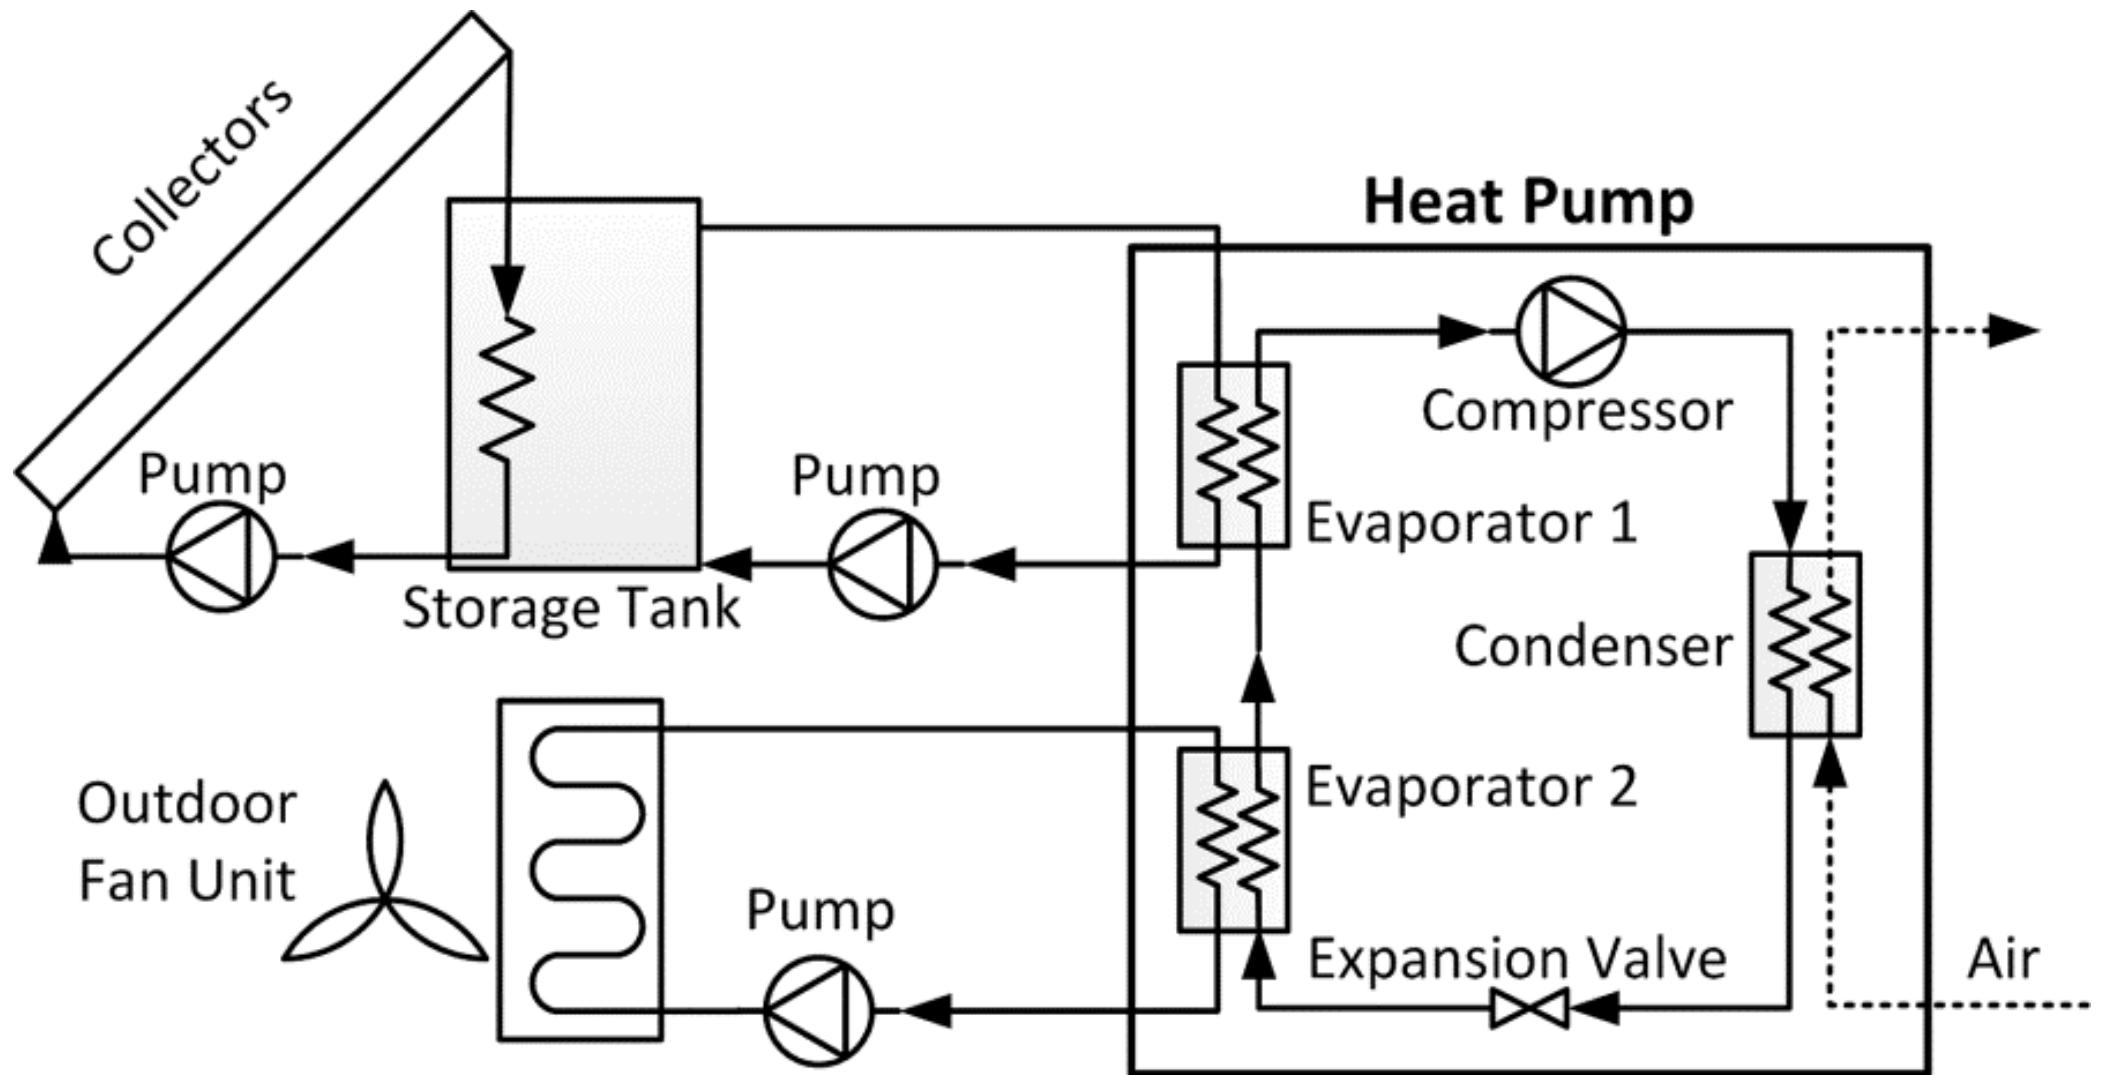 Collectors
Heat Pump
Compressor
Pump
Pump
Evaporator 1
Storage Tank
Condenser
Evaporator 2
Outdoor
Fan Unit
Pump
Expansion Valve
Air